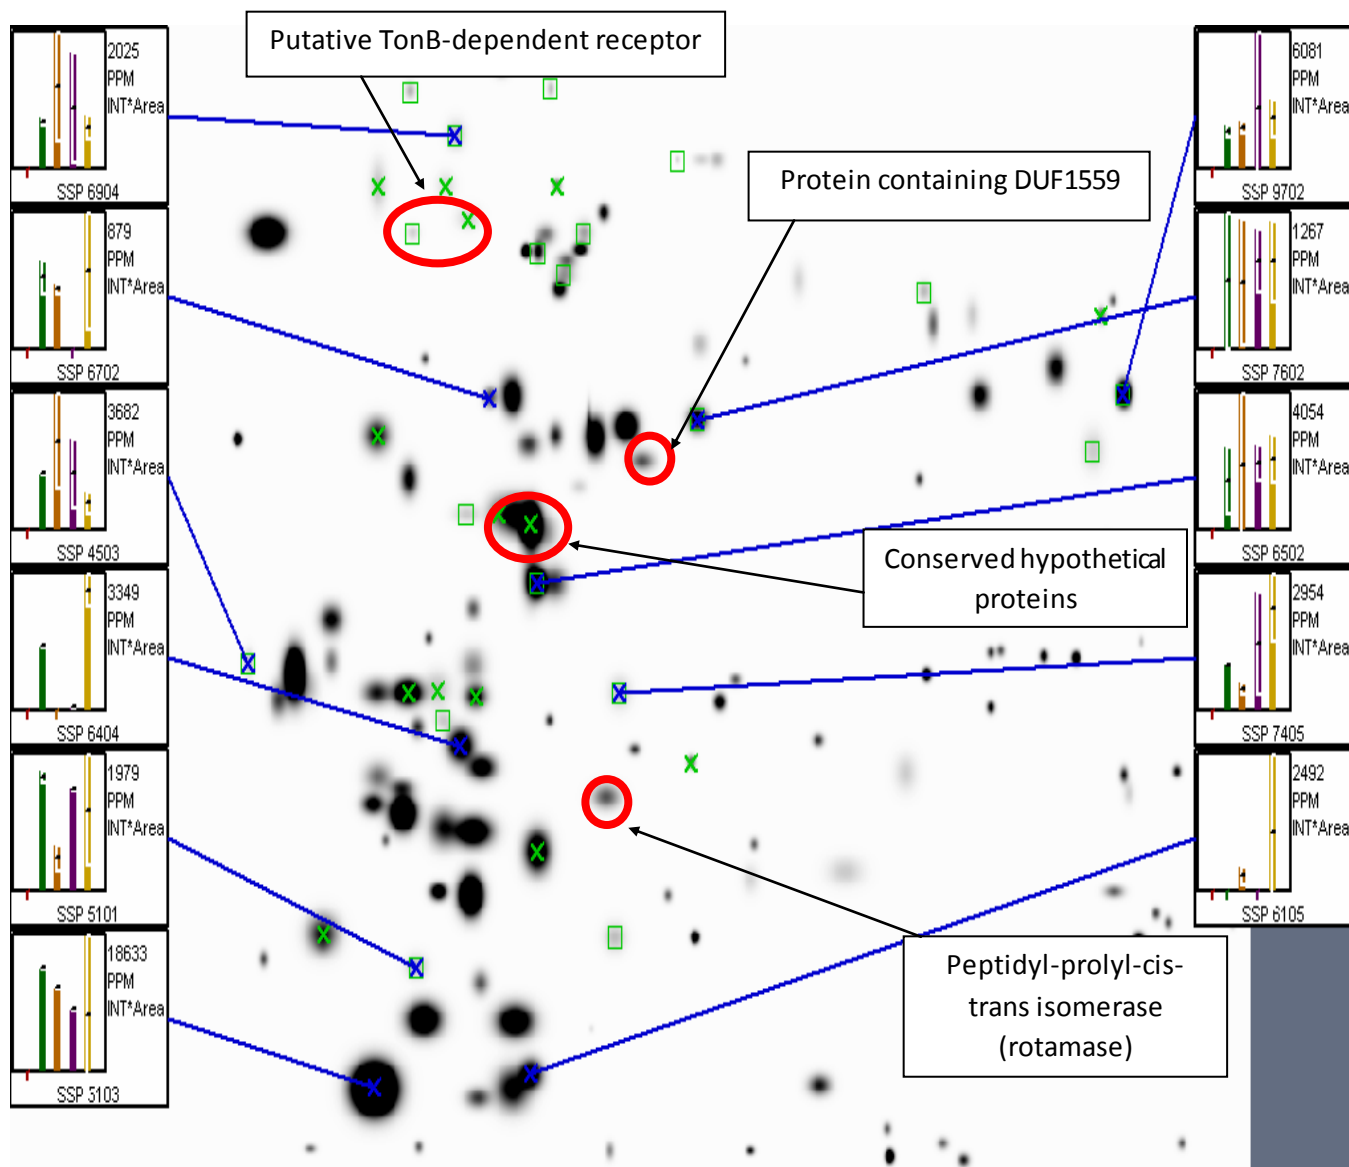 Putative TonB-dependent receptor
Protein containing DUF1559
Conserved hypothetical
proteins
Peptidyl-prolyl-cis-
trans isomerase
(rotamase)
2025
PPM
INT*Area
SSP 6904
879
PPM
INT*Area
SSP 6702
3682
PPM
INT*Area
SSP 4503
3349
PPM
INT*Area
SSP 6404
1979
PPM
INT*Area
SSP 5101
18633
PPM
INT*Area
SSP 5103
6081
PPM
INT*Area
SSP 9702
1267
PPM
INT*Area
SSP 7602
4054
PPM
INT*Area
SSP 6502
2954
PPM
INT*Area
SSP 7405
2492
PPM
INT*Area
SSP 6105